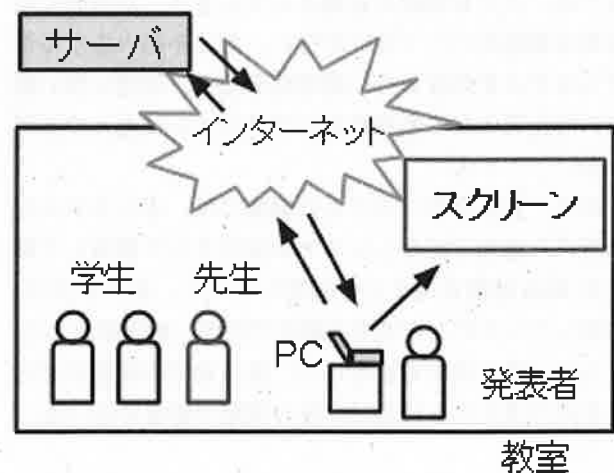 サーバ
インターネット
スクリーン
学生
先生
PC
発表者
教室